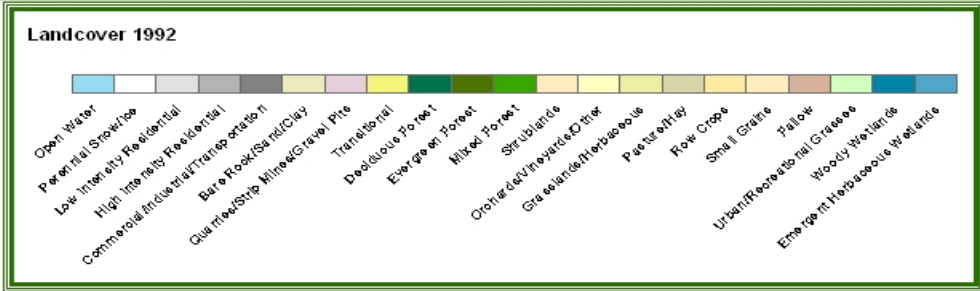 Landcover 1992
Open Water
Perennial Snow/Ice
Low Intensity Residential
High Intensity Residential
Commercial/Industrial/Transportation
Bare Rock/Sand/Clay
Quarries/Strip Mines/Gravel Pits
Transitional
Deciduous Forest
Evergreen Forest
Mixed Forest
Shrublands
Orchards/Vineyards/Other
Grasslands/Herbaceous
Pasture/Hay
Row Crops
Small Grains
Fallow
Urban/Recreational Grasses
Woody Wetlands
Emergent Herbaceous Wetlands